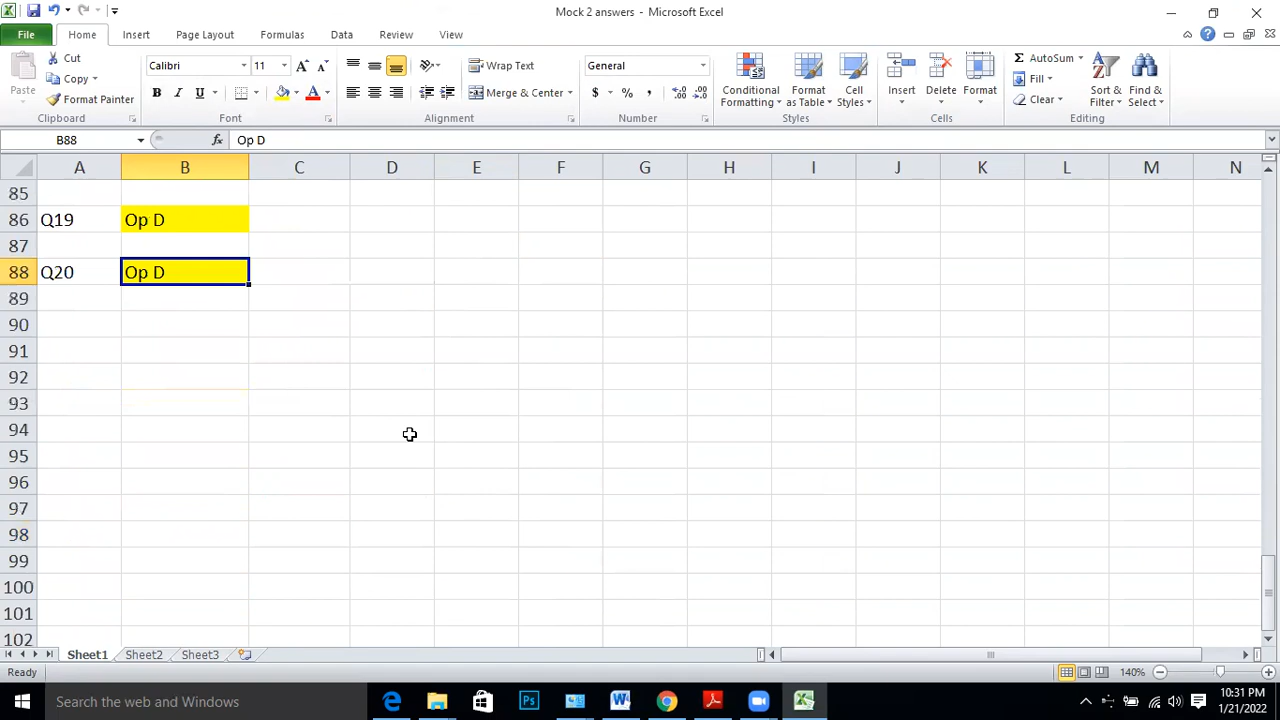 Mock 2 answers - Microsoft Excel
File Home Insert Page Layout Formulas Data Review View
Paste
Cut
Copy
Format Painter
Clipboard
Calibri 11
B I U
Font
Wrap Text
Merge & Center
Alignment
General
$ % ,
Number
Conditional Formatting
Format as Table
Cell Styles
Styles
Insert
Delete
Format
Cells
AutoSum
Fill
Clear
Sort & Filter
Find & Select
Editing
B88 fx Op D
A B C D E F G H I J K L M N
85
86 Q19 Op D
87
88 Q20 Op D
89
90
91
92
93
94
95
96
97
98
99
100
101
102
Sheet1 Sheet2 Sheet3
Ready 140%
Search the web and Windows
10:31 PM
1/21/2022